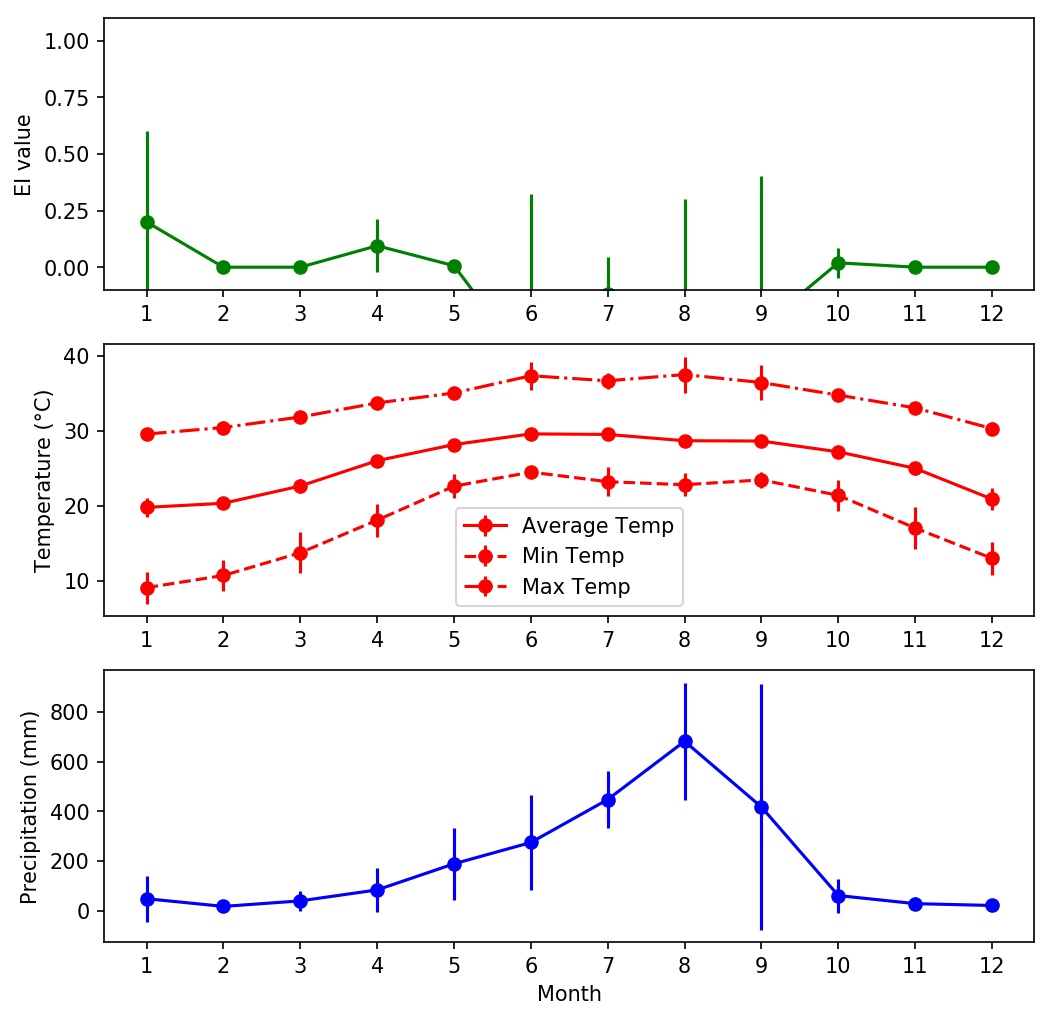 EI value
1.00
0.75
0.50
0.25
0.00
1 2 3 4 5 6 7 8 9 10 11 12
Temperature (°C)
40
30
20
10
Average Temp
Min Temp
Max Temp
1 2 3 4 5 6 7 8 9 10 11 12
Precipitation (mm)
800
600
400
200
0
1 2 3 4 5 6 7 8 9 10 11 12
Month